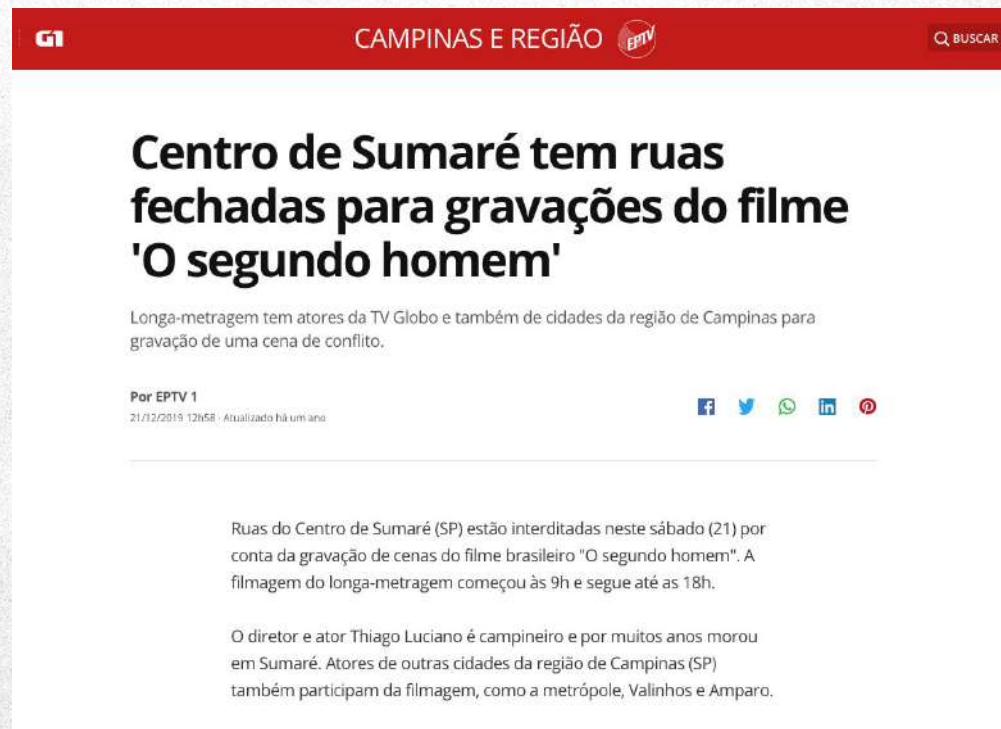 G1
CAMPINAS E REGIÃO
EPTV
BUSCAR
Centro de Sumaré tem ruas
fechadas para gravações do filme
'O segundo homem'
Longa-metragem tem atores da TV Globo e também de cidades da região de Campinas para
gravação de uma cena de conflito.
Por EPTV 1
21/12/2019 12h58 · Atualizado há um ano
Ruas do Centro de Sumaré (SP) estão interditadas neste sábado (21) por
conta da gravação de cenas do filme brasileiro "O segundo homem". A
filmagem do longa-metragem começou às 9h e segue até as 18h.
O diretor e ator Thiago Luciano é campineiro e por muitos anos morou
em Sumaré. Atores de outras cidades da região de Campinas (SP)
também participam da filmagem, como a metrópole, Valinhos e Amparo.